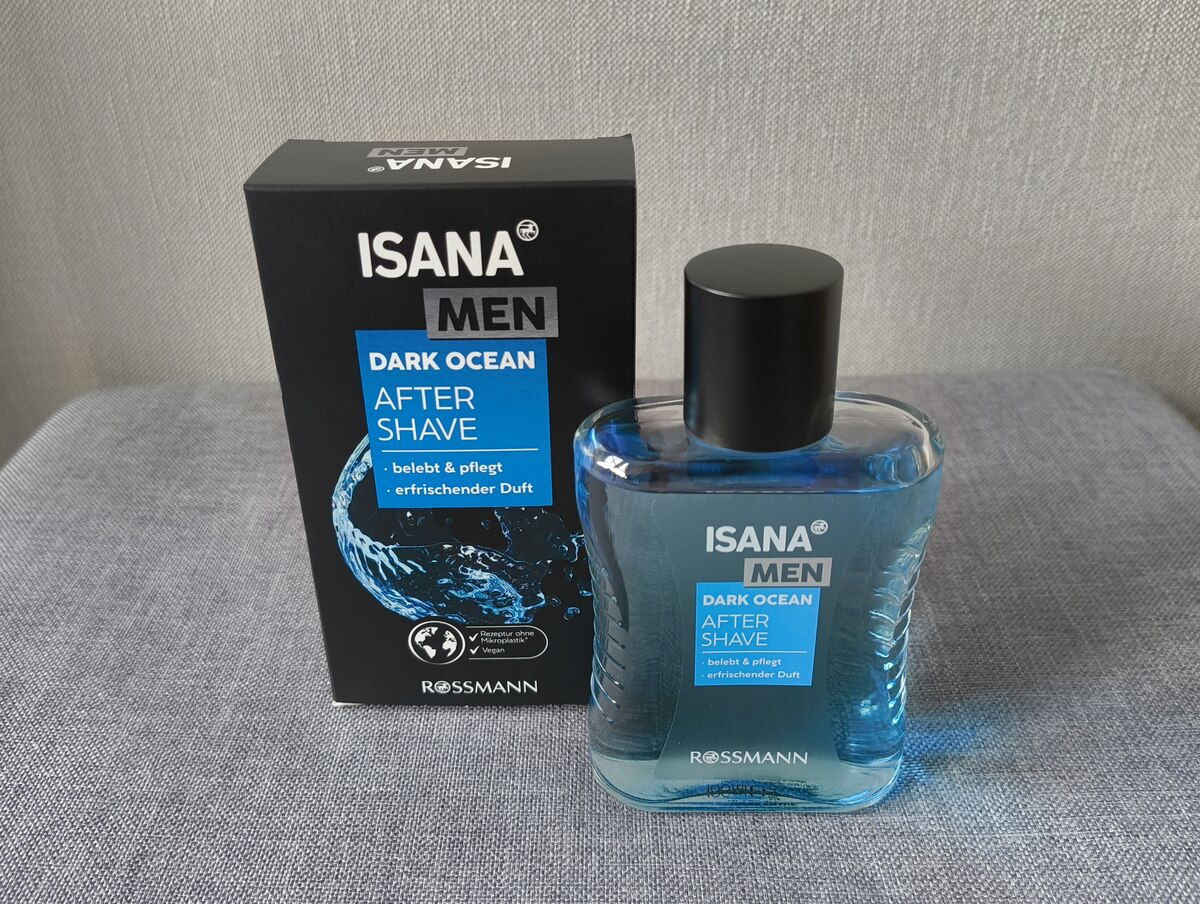 ISANA
MEN
ISANA
MEN
DARK OCEAN
AFTER
SHAVE
· belebt & pflegt
· erfrischender Duft
Rezeptur ohne
Mikroplastik*
Vegan
ROSSMANN
ISANA
MEN
DARK OCEAN
AFTER
SHAVE
· belebt & pflegt
· erfrischender Duft
ROSSMANN